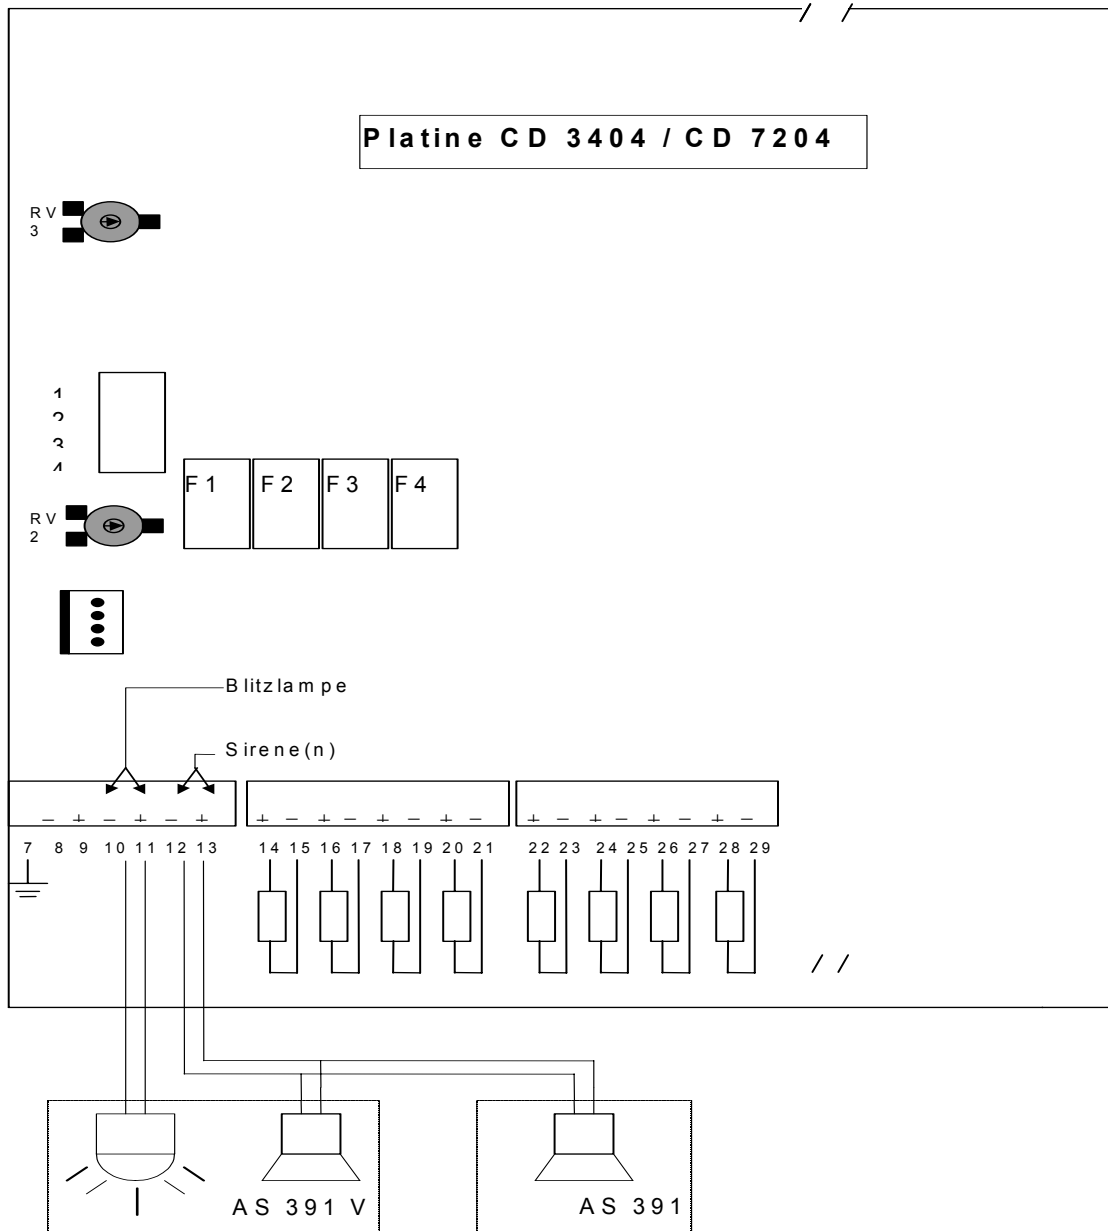 Platine CD 3404 / CD 7204
RV
3
1
2
3
4
F1 F2 F3 F4
RV
2
Blitzlampe
Sirene(n)
− + − + − + + − + − + − + − + − + − + − + −
7 8 9 10 11 12 13 14 15 16 17 18 19 20 21 22 23 24 25 26 27 28 29
AS 391 V AS 391